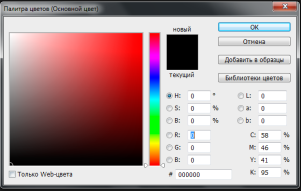 Палитра цветов (Основной цвет
новый
текущий
OK
Отмена
Добавить в образцы
Библиотеки цветов
H: 0 °
L: 0
S: 0 %
a: 0
B: 0 %
b: 0
R: 0
C: 58 %
G: 0
M: 46 %
B: 0
Y: 41 %
# 000000
K: 95 %
Только Web-цвета